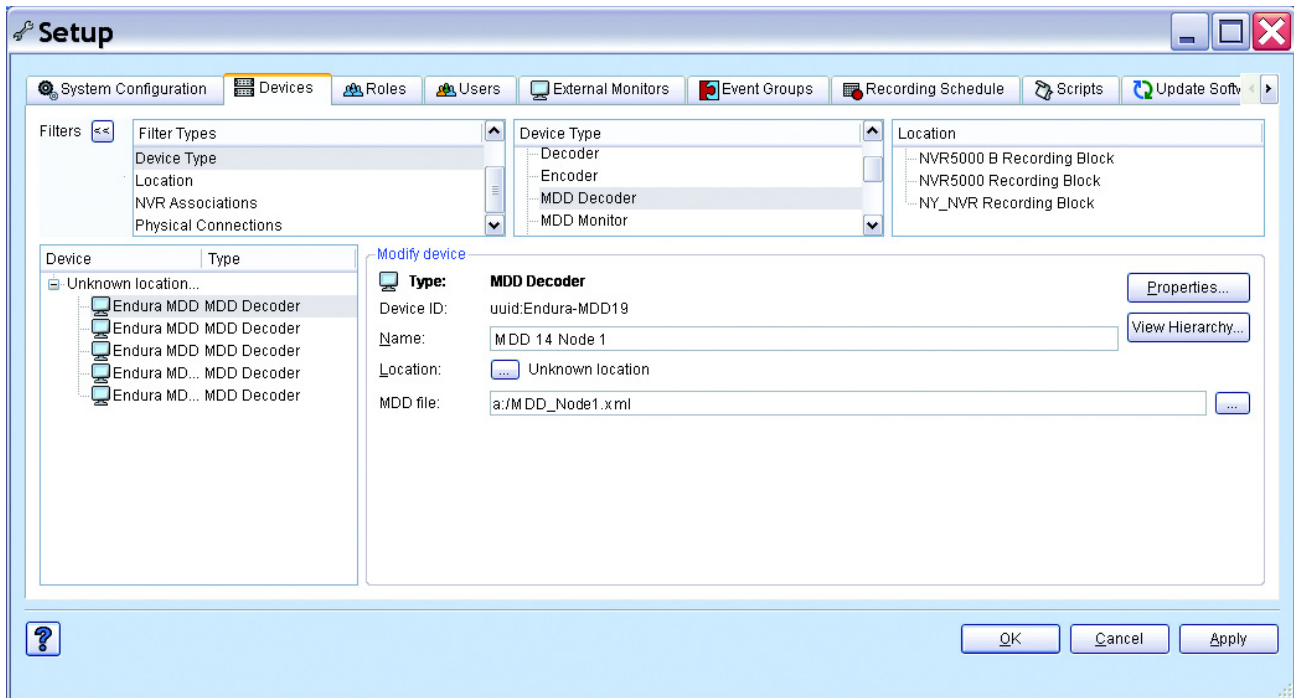 Setup
System Configuration Devices Roles Users External Monitors Event Groups Recording Schedule Scripts Update Softw
Filters << Filter Types Device Type Location
Device Type Decoder NVR5000 B Recording Block
Location Encoder NVR5000 Recording Block
NVR Associations MDD Decoder NY_NVR Recording Block
Physical Connections MDD Monitor
Device Type
Unknown location...
Endura MDD MDD Decoder
Endura MDD MDD Decoder
Endura MDD MDD Decoder
Endura MD... MDD Decoder
Endura MD... MDD Decoder
Modify device
Type: MDD Decoder
Properties...
Device ID: uuid:Endura-MDD19
View Hierarchy...
Name: MDD 14 Node 1
Location: ... Unknown location
MDD file: a:/MDD_Node1.xml ...
? OK Cancel Apply